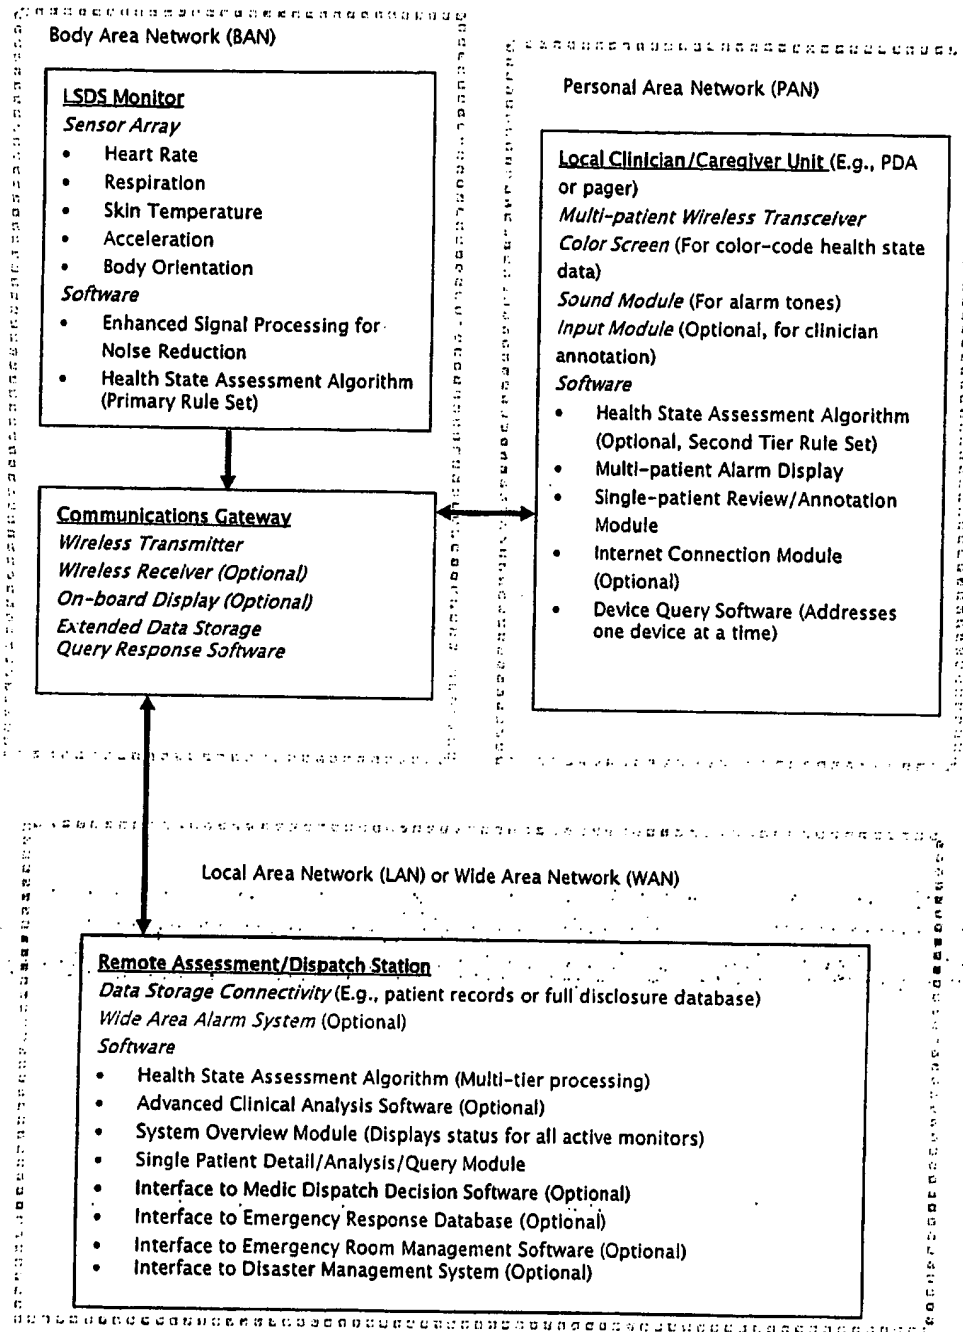 Body Area Network (BAN)
LSDS Monitor
Sensor Array
• Heart Rate
• Respiration
• Skin Temperature
• Acceleration
• Body Orientation
Software
• Enhanced Signal Processing for
Noise Reduction
• Health State Assessment Algorithm
(Primary Rule Set)
Communications Gateway
Wireless Transmitter
Wireless Receiver (Optional)
On-board Display (Optional)
Extended Data Storage
Query Response Software
Personal Area Network (PAN)
Local Clinician/Caregiver Unit (E.g., PDA
or pager)
Multi-patient Wireless Transceiver
Color Screen (For color-code health state
data)
Sound Module (For alarm tones)
Input Module (Optional, for clinician
annotation)
Software
• Health State Assessment Algorithm
(Optional, Second Tier Rule Set)
• Multi-patient Alarm Display
• Single-patient Review/Annotation
Module
• Internet Connection Module
(Optional)
• Device Query Software (Addresses
one device at a time)
Local Area Network (LAN) or Wide Area Network (WAN)
Remote Assessment/Dispatch Station
Data Storage Connectivity (E.g., patient records or full disclosure database)
Wide Area Alarm System (Optional)
Software
• Health State Assessment Algorithm (Multi-tier processing)
• Advanced Clinical Analysis Software (Optional)
• System Overview Module (Displays status for all active monitors)
• Single Patient Detail/Analysis/Query Module
• Interface to Medic Dispatch Decision Software (Optional)
• Interface to Emergency Response Database (Optional)
• Interface to Emergency Room Management Software (Optional)
• Interface to Disaster Management System (Optional)